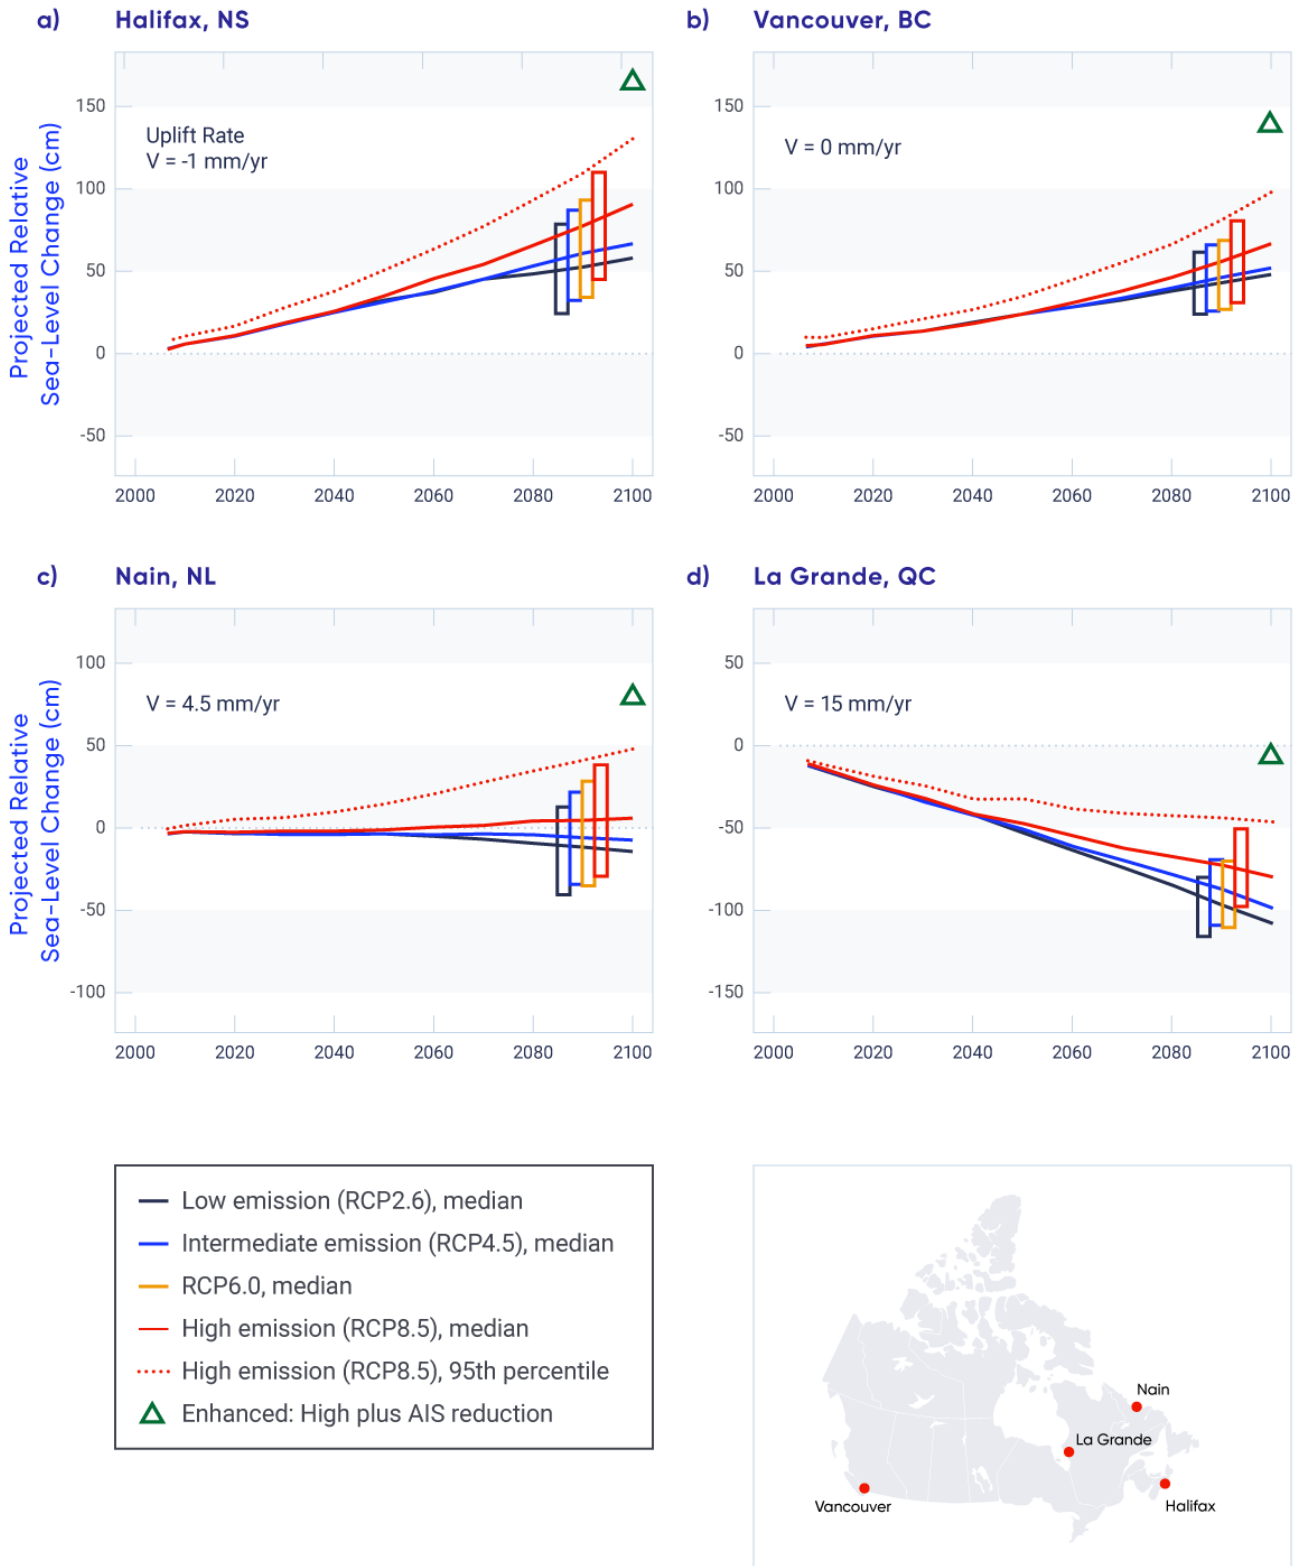 a) Halifax, NS
Projected Relative
Sea-Level Change (cm)
150
100
50
0
-50
Uplift Rate
V = -1 mm/yr
2000 2020 2040 2060 2080 2100
b) Vancouver, BC
150
100
50
0
-50
V = 0 mm/yr
2000 2020 2040 2060 2080 2100
c) Nain, NL
Projected Relative
Sea-Level Change (cm)
100
50
0
-50
-100
V = 4.5 mm/yr
2000 2020 2040 2060 2080 2100
d) La Grande, QC
50
0
-50
-100
-150
V = 15 mm/yr
2000 2020 2040 2060 2080 2100
Low emission (RCP2.6), median
Intermediate emission (RCP4.5), median
RCP6.0, median
High emission (RCP8.5), median
High emission (RCP8.5), 95th percentile
Enhanced: High plus AIS reduction
Nain
La Grande
Vancouver
Halifax